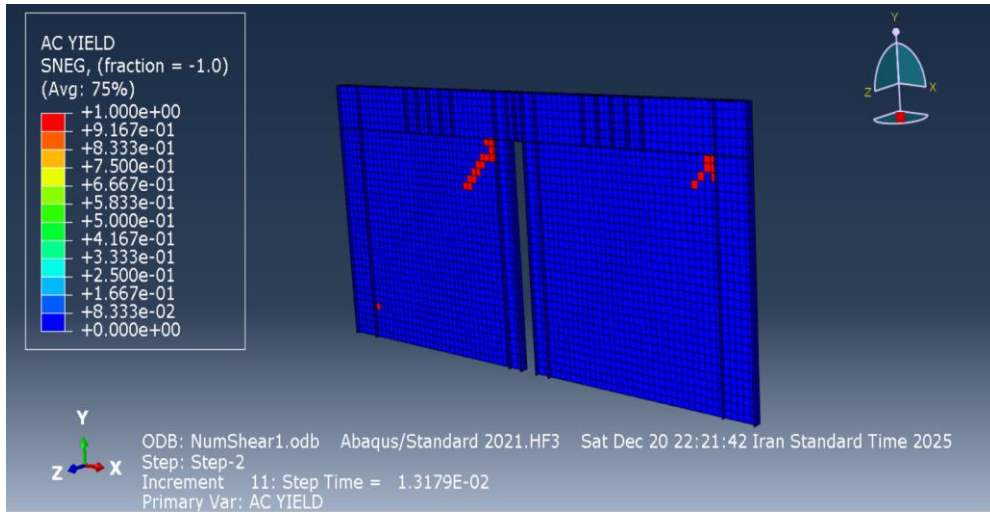 AC YIELD
SNEG, (fraction = -1.0)
(Avg: 75%)
+1.000e+00
+9.167e-01
+8.333e-01
+7.500e-01
+6.667e-01
+5.833e-01
+5.000e-01
+4.167e-01
+3.333e-01
+2.500e-01
+1.667e-01
+8.333e-02
+0.000e+00
Y
Z
X
Y
Z
X
ODB: NumShear1.odb Abaqus/Standard 2021.HF3 Sat Dec 20 22:21:42 Iran Standard Time 2025
Step: Step-2
Increment 11: Step Time = 1.3179E-02
Primary Var: AC YIELD